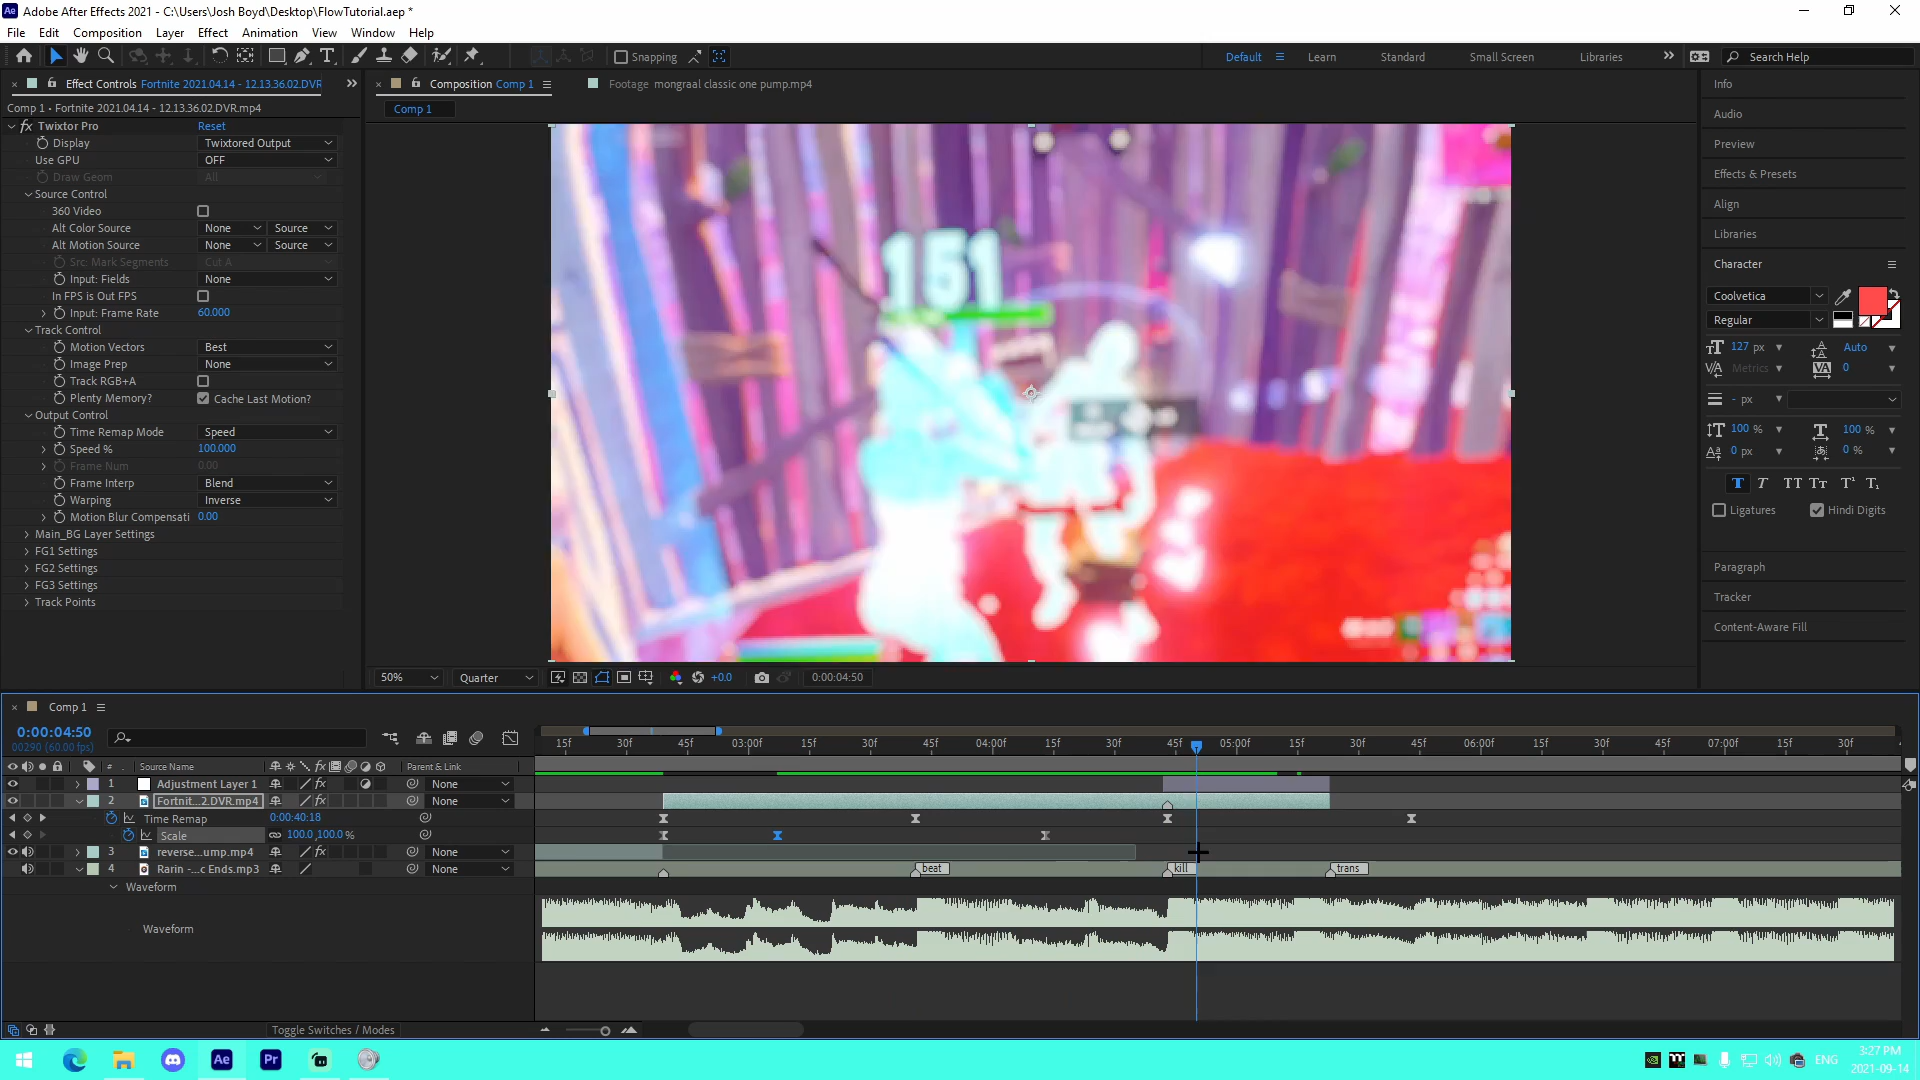 Adobe After Effects 2021 - C:\Users\Josh Boyd\Desktop\FlowTutorial.aep *
File Edit Composition Layer Effect Animation View Window Help
Snapping
Default Learn Standard Small Screen Libraries Search Help
Effect Controls Fortnite 2021.04.14 - 12.13.36.02.DVR
Comp 1 • Fortnite 2021.04.14 - 12.13.36.02.DVR.mp4
fx Twixtor Pro Reset
Display Twixtored Output
Use GPU OFF
Draw Geom All
Source Control
360 Video
Alt Color Source None Source
Alt Motion Source None Source
Src: Mark Segments Cut A
Input: Fields None
In FPS is Out FPS
Input: Frame Rate 60.000
Track Control
Motion Vectors Best
Image Prep None
Track RGB+A
Plenty Memory? Cache Last Motion?
Output Control
Time Remap Mode Speed
Speed % 100.000
Frame Num 0.00
Frame Interp Blend
Warping Inverse
Motion Blur Compensati 0.00
Main_BG Layer Settings
FG1 Settings
FG2 Settings
FG3 Settings
Track Points
Composition Comp 1
Footage mongraal classic one pump.mp4
Comp 1
151
50% Quarter +0.0 0:00:04:50
Info
Audio
Preview
Effects & Presets
Align
Libraries
Character
Coolvetica
Regular
127 px Auto
Metrics 0
- px
100 % 100 %
0 px 0 %
T T TT Tt T¹ T₁
Ligatures Hindi Digits
Paragraph
Tracker
Content-Aware Fill
Comp 1
0:00:04:50
00290 (60.00 fps)
# Source Name fx Parent & Link
15f 30f 45f 03:00f 15f 30f 45f 04:00f 15f 30f 45f 05:00f 15f 30f 45f 06:00f 15f 30f 45f 07:00f 15f 30f
1 Adjustment Layer 1 None
2 Fortnit...2.DVR.mp4 fx None
Time Remap 0:00:40:18
Scale 100.0,100.0%
3 reverse...ump.mp4 fx None
4 Rarin -...c Ends.mp3 None
beat kill trans
Waveform
Waveform
Toggle Switches / Modes
Ae Pr
ENG
3:27 PM
2021-09-14